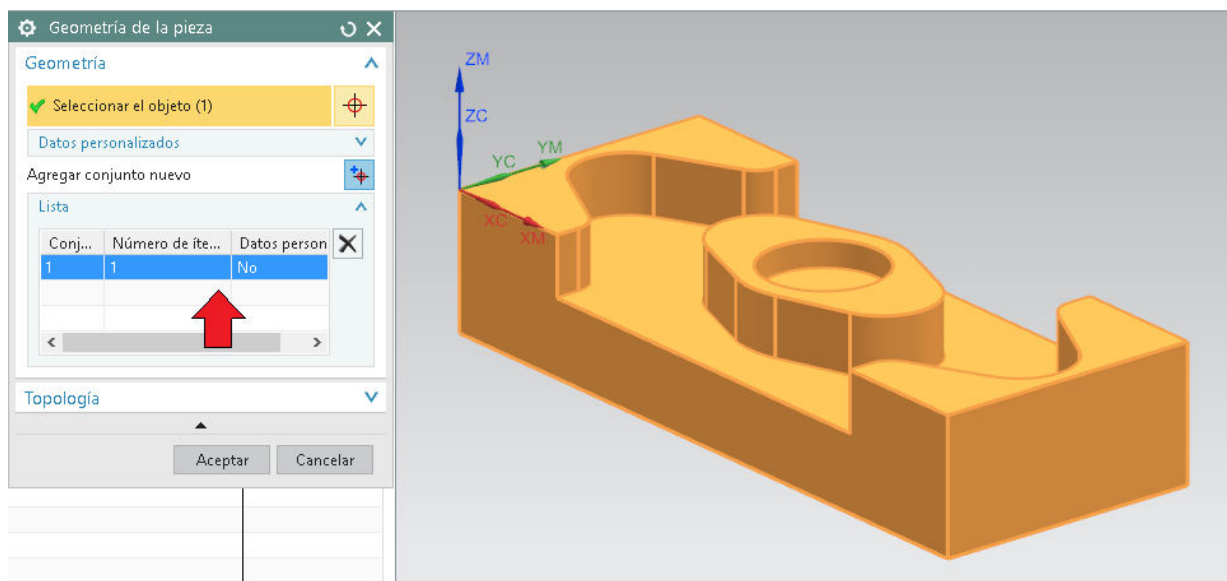 Geometría de la pieza
Geometría
Seleccionar el objeto (1)
Datos personalizados
Agregar conjunto nuevo
Lista
Conj... Número de íte... Datos person
1 1 No
Topología
Aceptar Cancelar
ZM
ZC
YM
YC
XC
XM